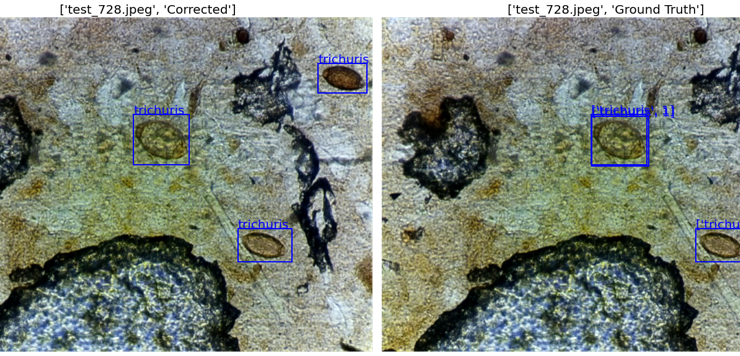 ['test_728.jpeg', 'Corrected']
['test_728.jpeg', 'Ground Truth']
trichuris
trichuris
trichuris
['trichuris', 1]
['trichu